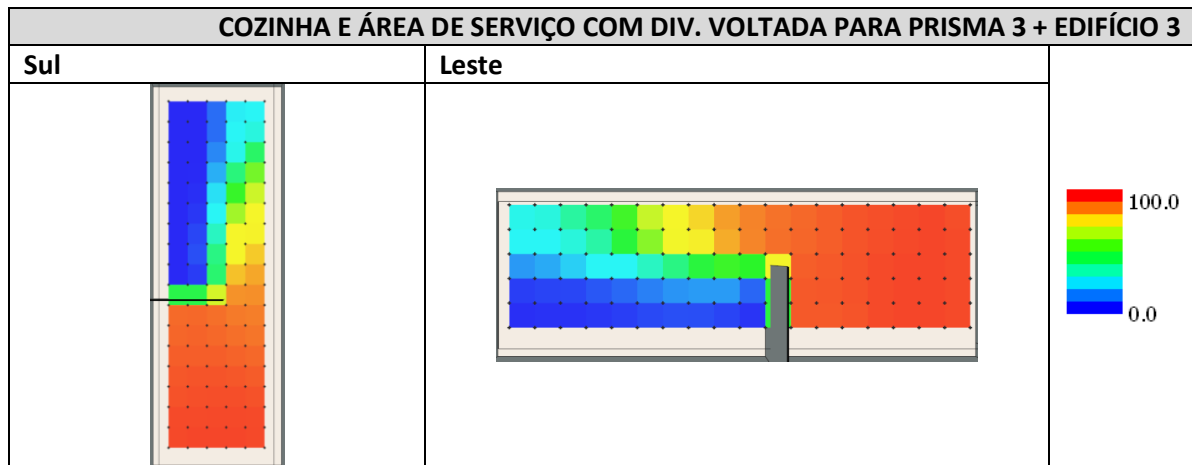 COZINHA E ÁREA DE SERVIÇO COM DIV. VOLTADA PARA PRISMA 3 + EDIFÍCIO 3
Sul
Leste
100.0
0.0